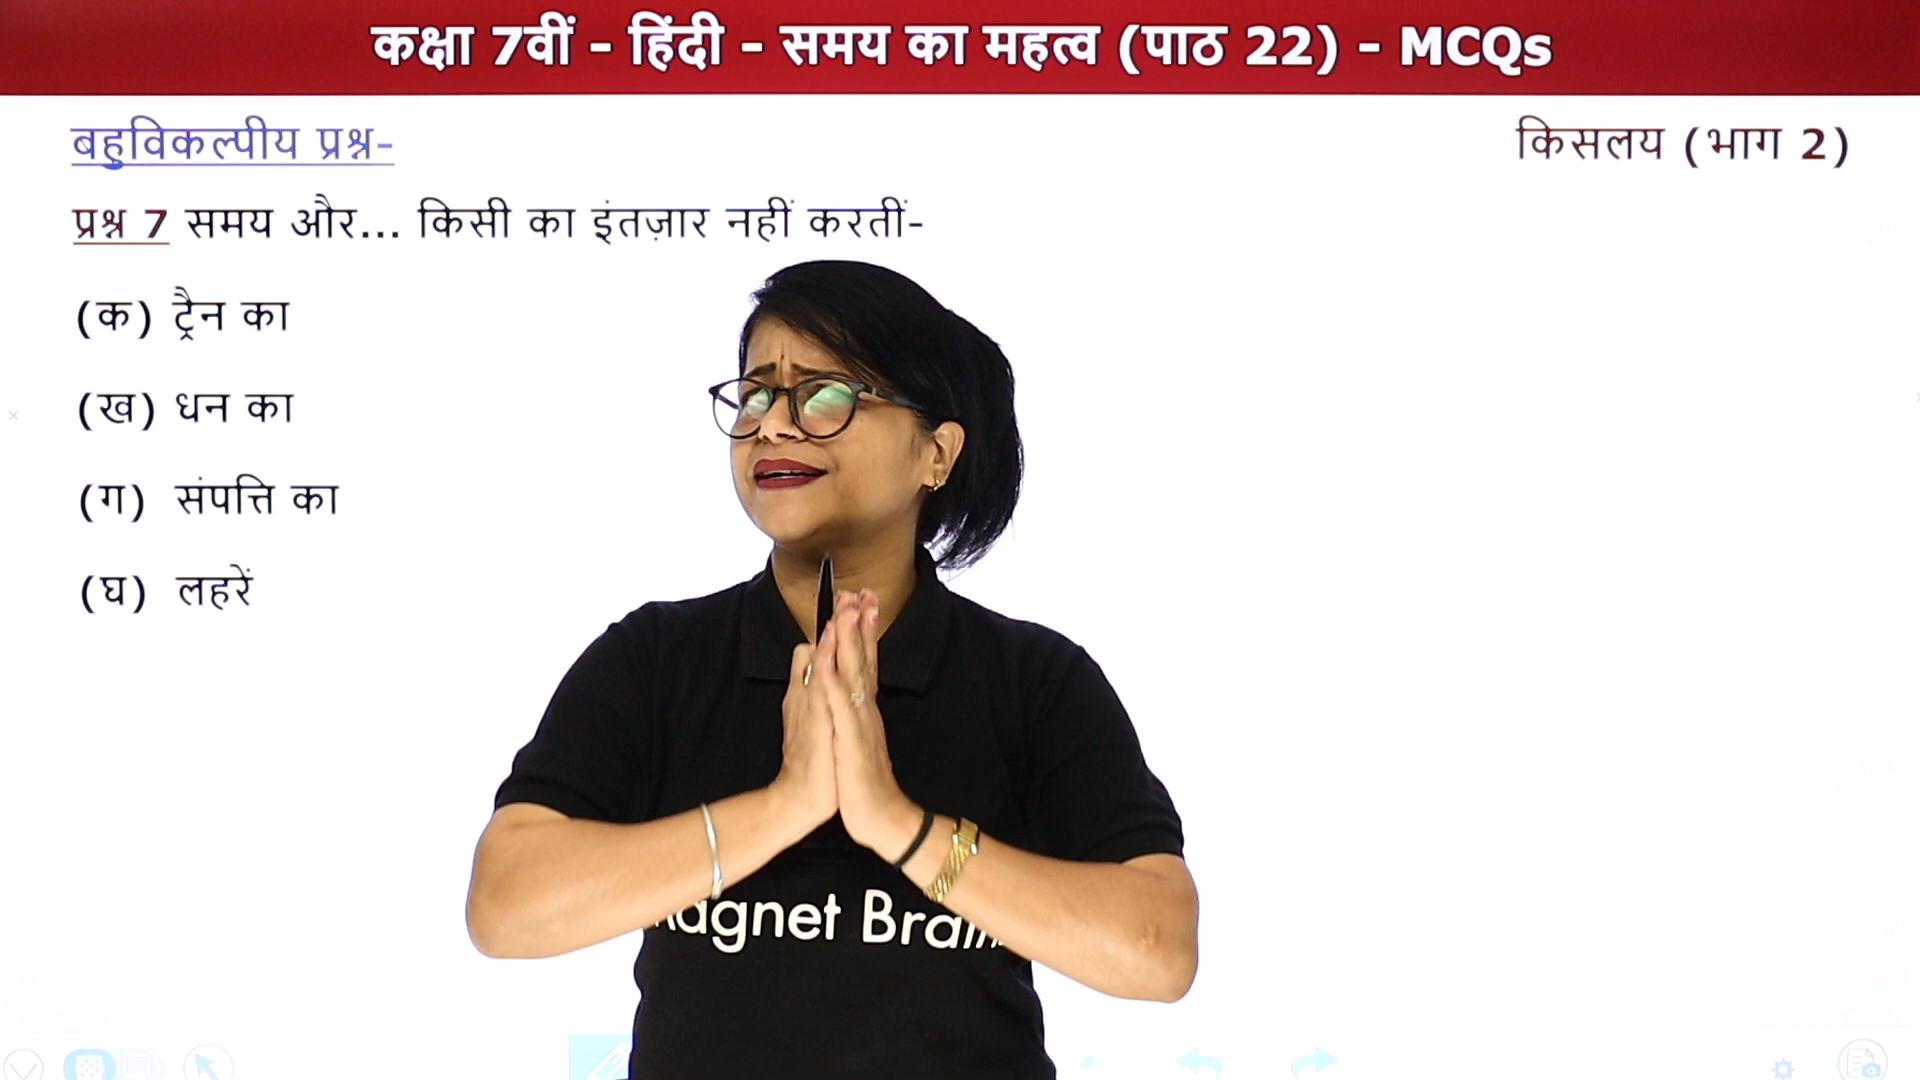 कक्षा 7वीं - हिंदी - समय का महत्व (पाठ 22) - MCQs
बहुविकल्पीय प्रश्न-
किसलय (भाग 2)
प्रश्न 7 समय और... किसी का इंतज़ार नहीं करतीं-
(क) ट्रैन का
(ख) धन का
(ग) संपत्ति का
(घ) लहरें
agnet Brain